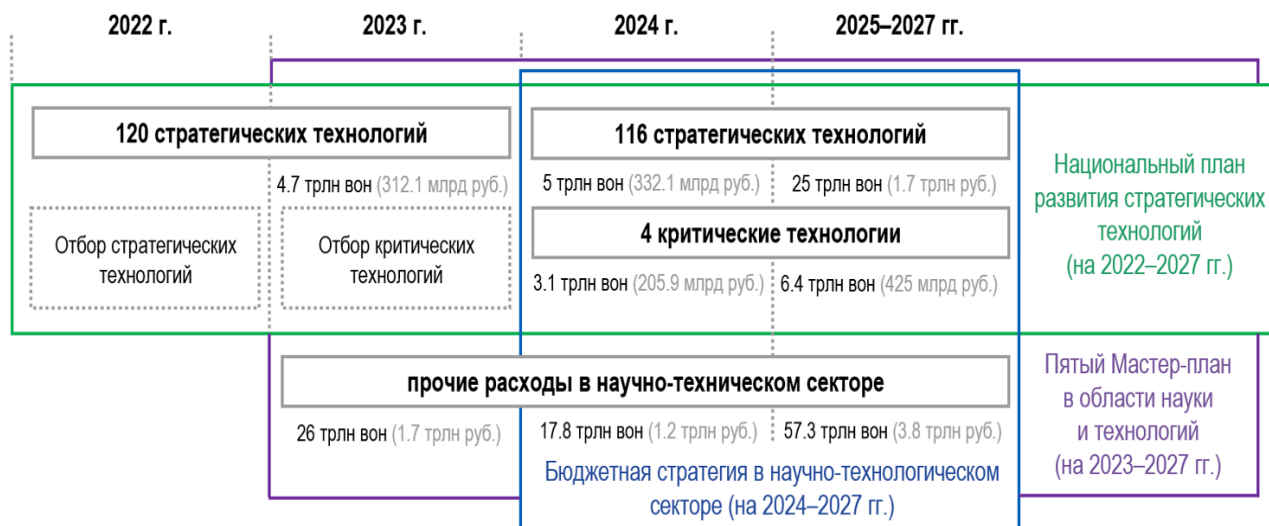 2022 г. 2023 г. 2024 г. 2025–2027 гг.
120 стратегических технологий
116 стратегических технологий
4.7 трлн вон (312.1 млрд руб.)
5 трлн вон (332.1 млрд руб.)
25 трлн вон (1.7 трлн руб.)
Отбор стратегических
технологий
Отбор критических
технологий
4 критические технологии
3.1 трлн вон (205.9 млрд руб.)
6.4 трлн вон (425 млрд руб.)
Национальный план
развития стратегических
технологий
(на 2022–2027 гг.)
прочие расходы в научно-техническом секторе
26 трлн вон (1.7 трлн руб.)
17.8 трлн вон (1.2 трлн руб.)
57.3 трлн вон (3.8 трлн руб.)
Бюджетная стратегия в научно-технологическом
секторе (на 2024–2027 гг.)
Пятый Мастер-план
в области науки
и технологий
(на 2023–2027 гг.)